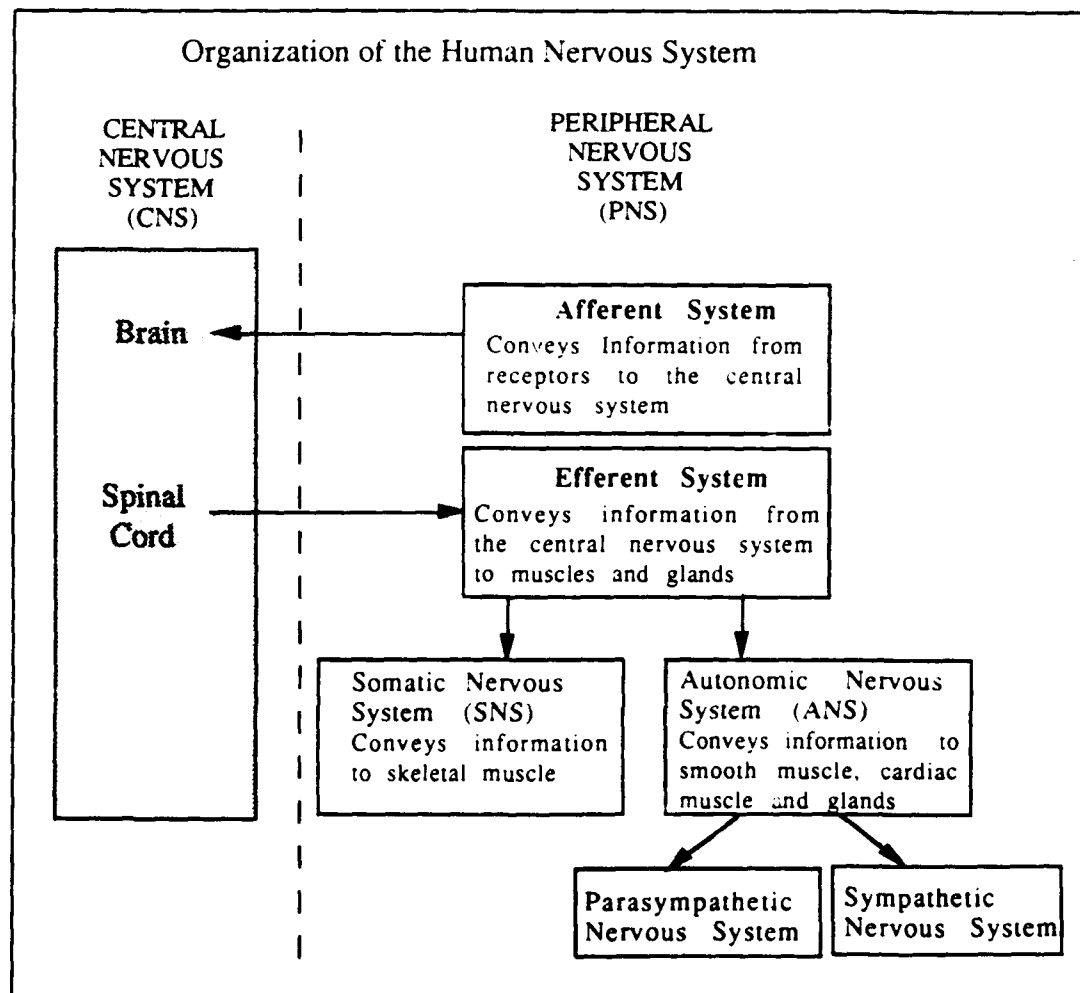 Organization of the Human Nervous System
CENTRAL
NERVOUS
SYSTEM
(CNS)
PERIPHERAL
NERVOUS
SYSTEM
(PNS)
Brain
Spinal
Cord
Afferent System
Conveys Information from
receptors to the central
nervous system
Efferent System
Conveys information from
the central nervous system
to muscles and glands
Somatic Nervous
System (SNS)
Conveys information
to skeletal muscle
Autonomic Nervous
System (ANS)
Conveys information to
smooth muscle, cardiac
muscle and glands
Parasympathetic
Nervous System
Sympathetic
Nervous System